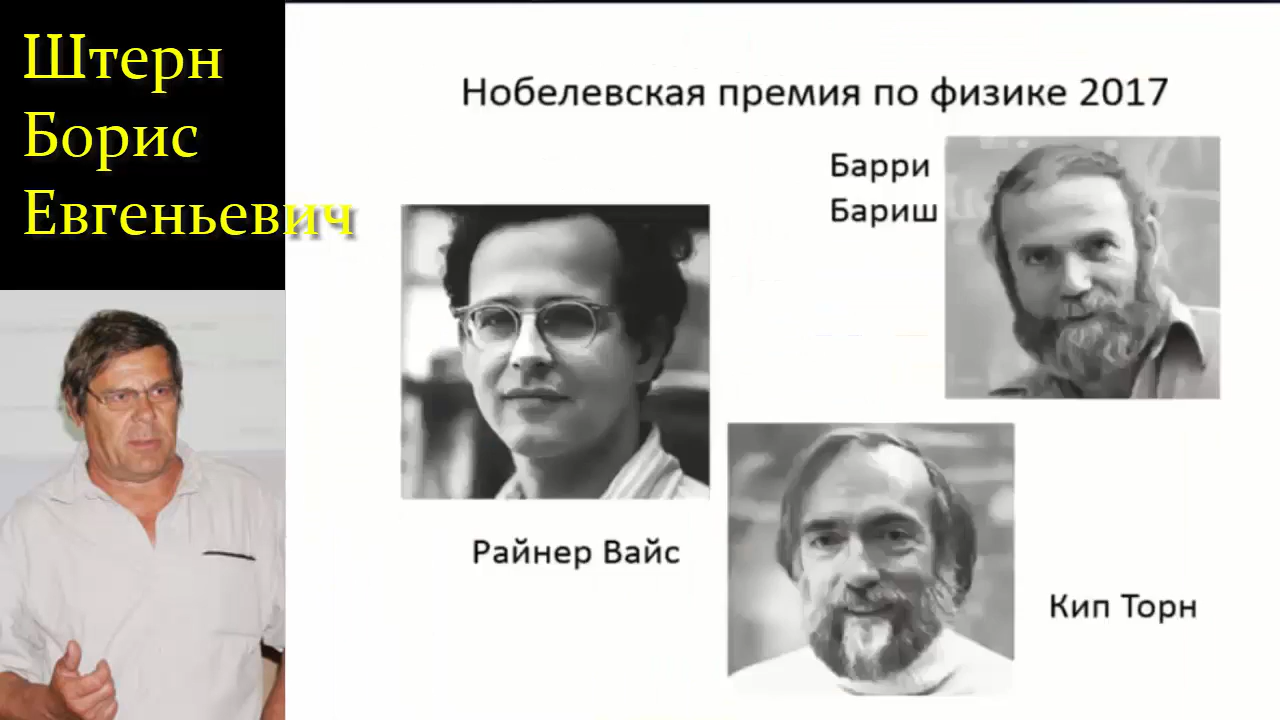 Штерн
Борис
Евгеньевич
Нобелевская премия по физике 2017
Барри
Бариш
Райнер Вайс
Кип Торн